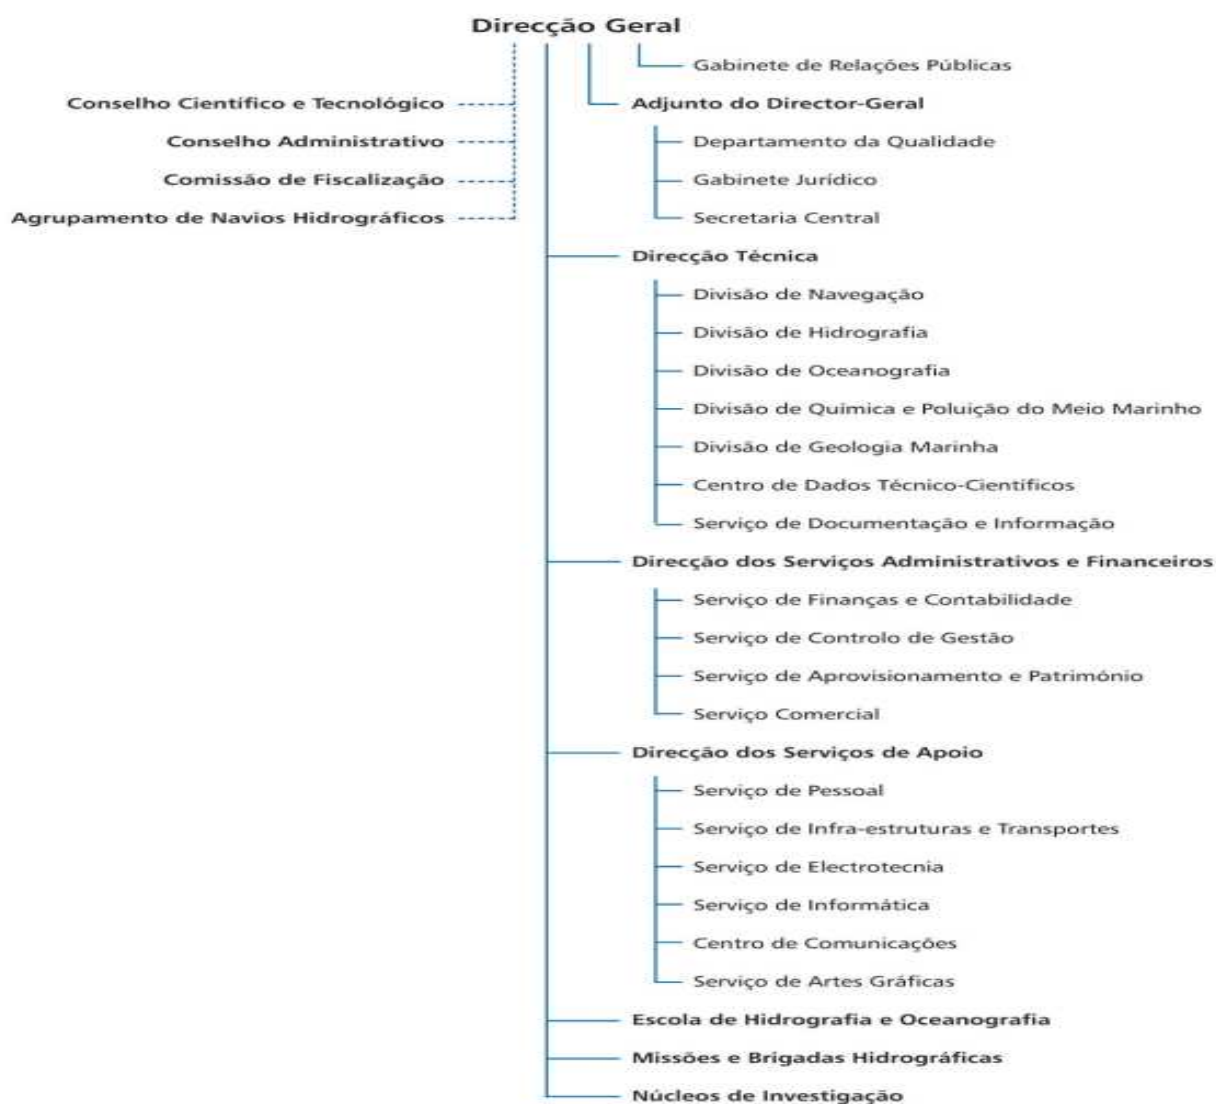 Direcção Geral
Gabinete de Relações Públicas
Conselho Científico e Tecnológico
Adjunto do Director-Geral
Conselho Administrativo
Departamento da Qualidade
Comissão de Fiscalização
Gabinete Jurídico
Agrupamento de Navios Hidrográficos
Secretaria Central
Direcção Técnica
Divisão de Navegação
Divisão de Hidrografia
Divisão de Oceanografia
Divisão de Química e Poluição do Meio Marinho
Divisão de Geologia Marinha
Centro de Dados Técnico-Científicos
Serviço de Documentação e Informação
Direcção dos Serviços Administrativos e Financeiros
Serviço de Finanças e Contabilidade
Serviço de Controlo de Gestão
Serviço de Aprovisionamento e Património
Serviço Comercial
Direcção dos Serviços de Apoio
Serviço de Pessoal
Serviço de Infra-estruturas e Transportes
Serviço de Electrotecnia
Serviço de Informática
Centro de Comunicações
Serviço de Artes Gráficas
Escola de Hidrografia e Oceanografia
Missões e Brigadas Hidrográficas
Núcleos de Investigação